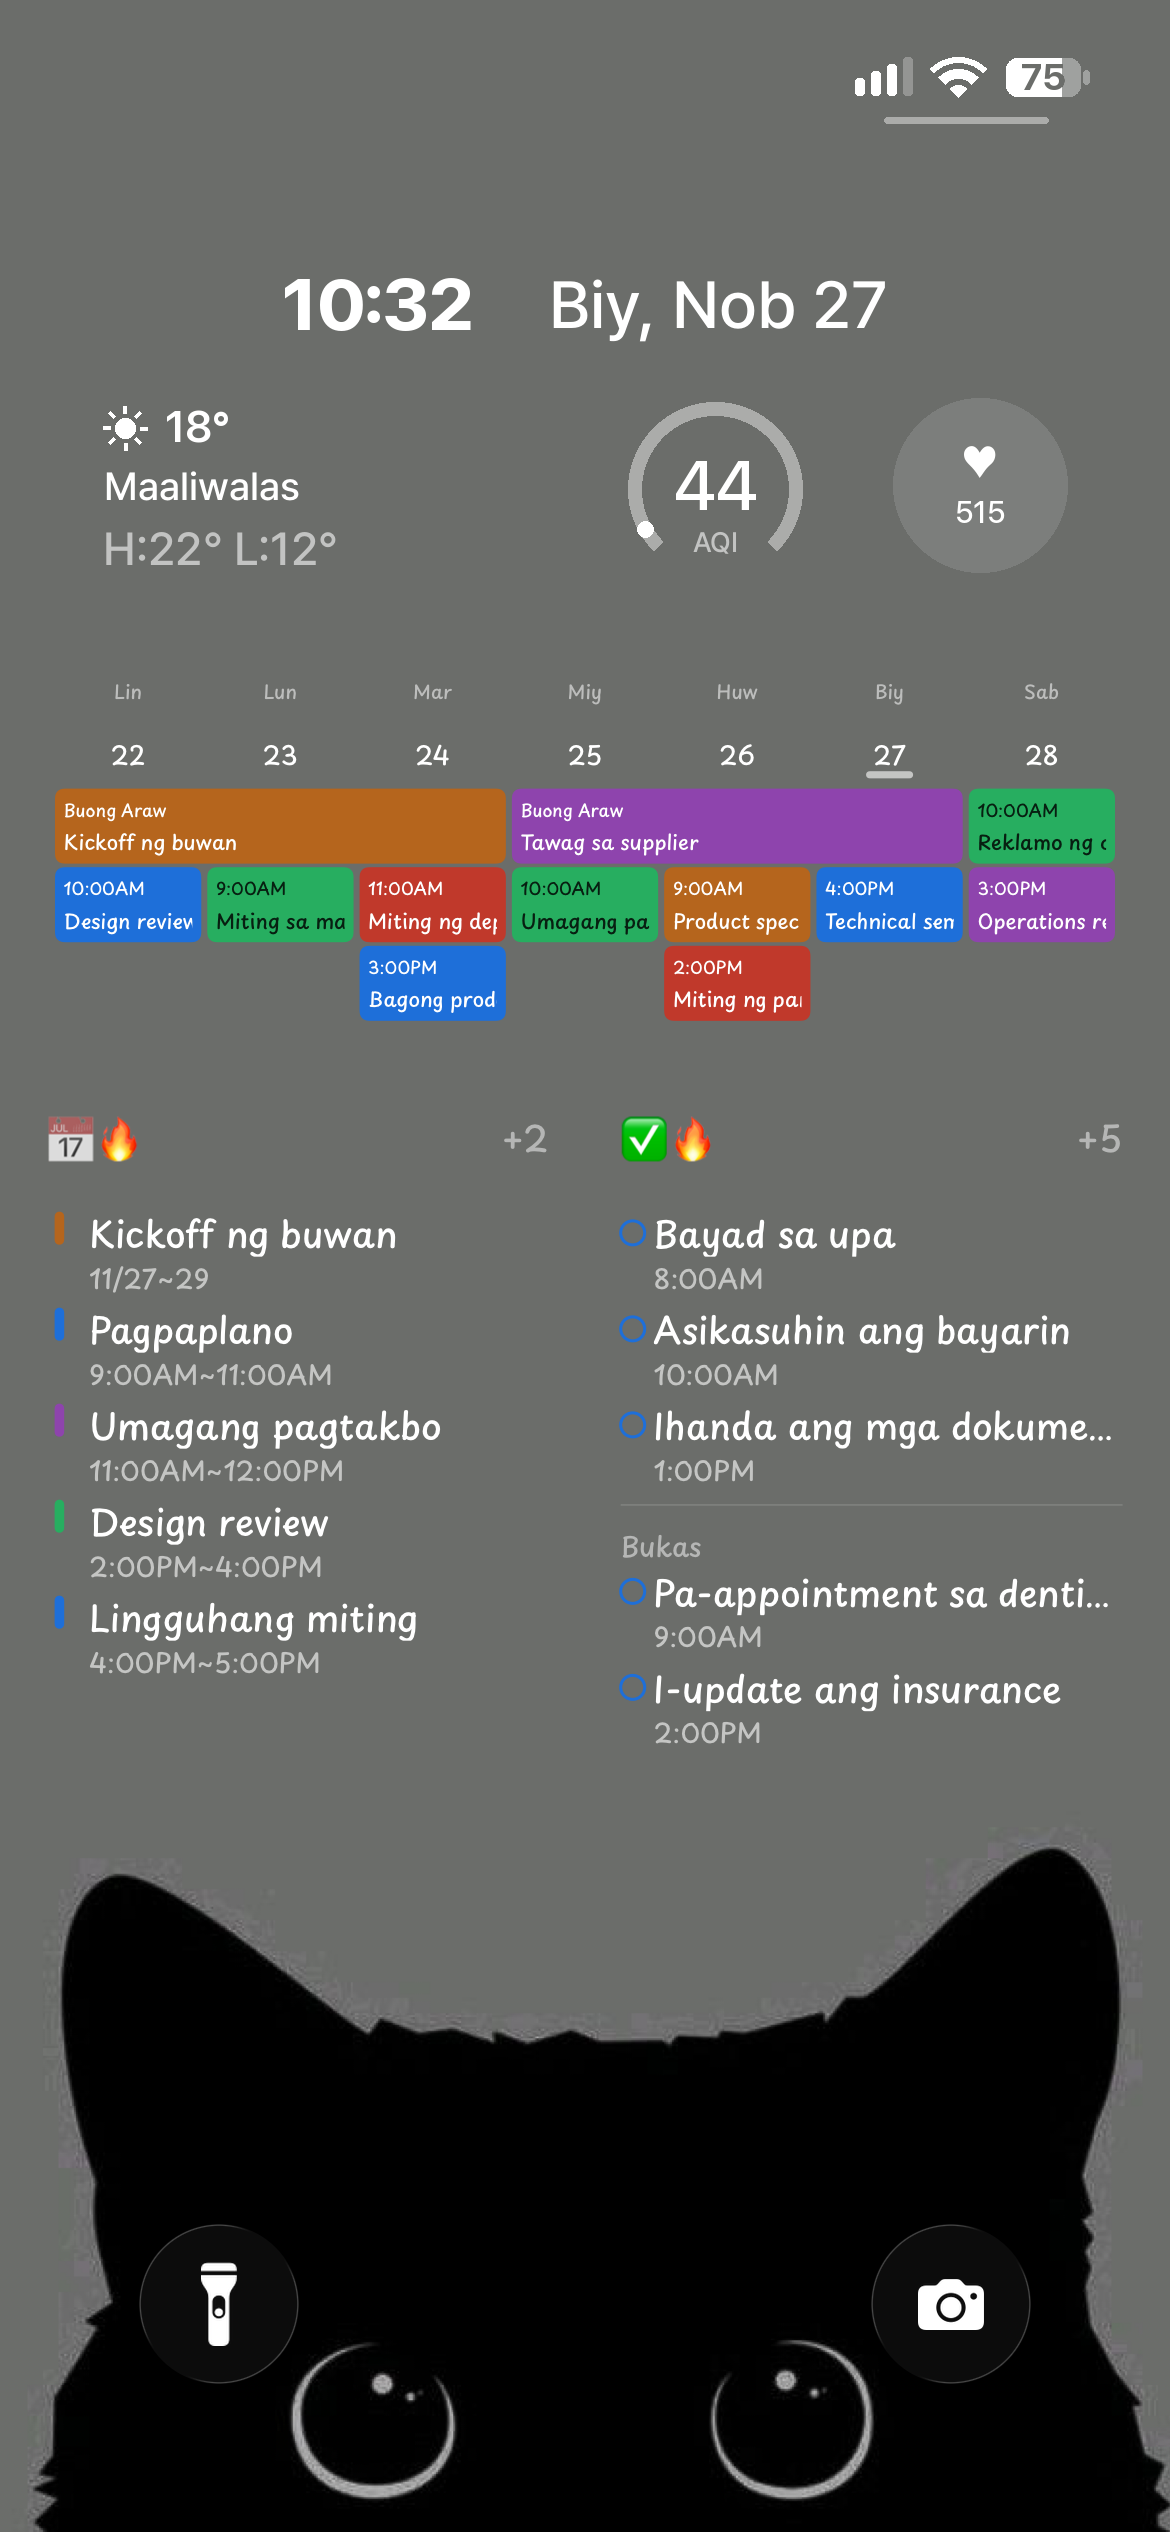 75
10:32 Biy, Nob 27
18°
Maaliwalas
H:22° L:12°
44
AQI
515
Lin Lun Mar Miy Huw Biy Sab
22 23 24 25 26 27 28
Buong Araw
Kickoff ng buwan
Buong Araw
Tawag sa supplier
10:00AM
Reklamo ng
10:00AM
Design review
9:00AM
Miting sa ma
11:00AM
Miting ng dep
10:00AM
Umagang pa
9:00AM
Product spec
4:00PM
Technical sem
3:00PM
Operations re
3:00PM
Bagong prod
2:00PM
Miting ng pa
JUL
17
+2
Kickoff ng buwan
11/27~29
Pagpaplano
9:00AM~11:00AM
Umagang pagtakbo
11:00AM~12:00PM
Design review
2:00PM~4:00PM
Lingguhang miting
4:00PM~5:00PM
+5
Bayad sa upa
8:00AM
Asikasuhin ang bayarin
10:00AM
Ihanda ang mga dokume...
1:00PM
Bukas
Pa-appointment sa denti...
9:00AM
I-update ang insurance
2:00PM